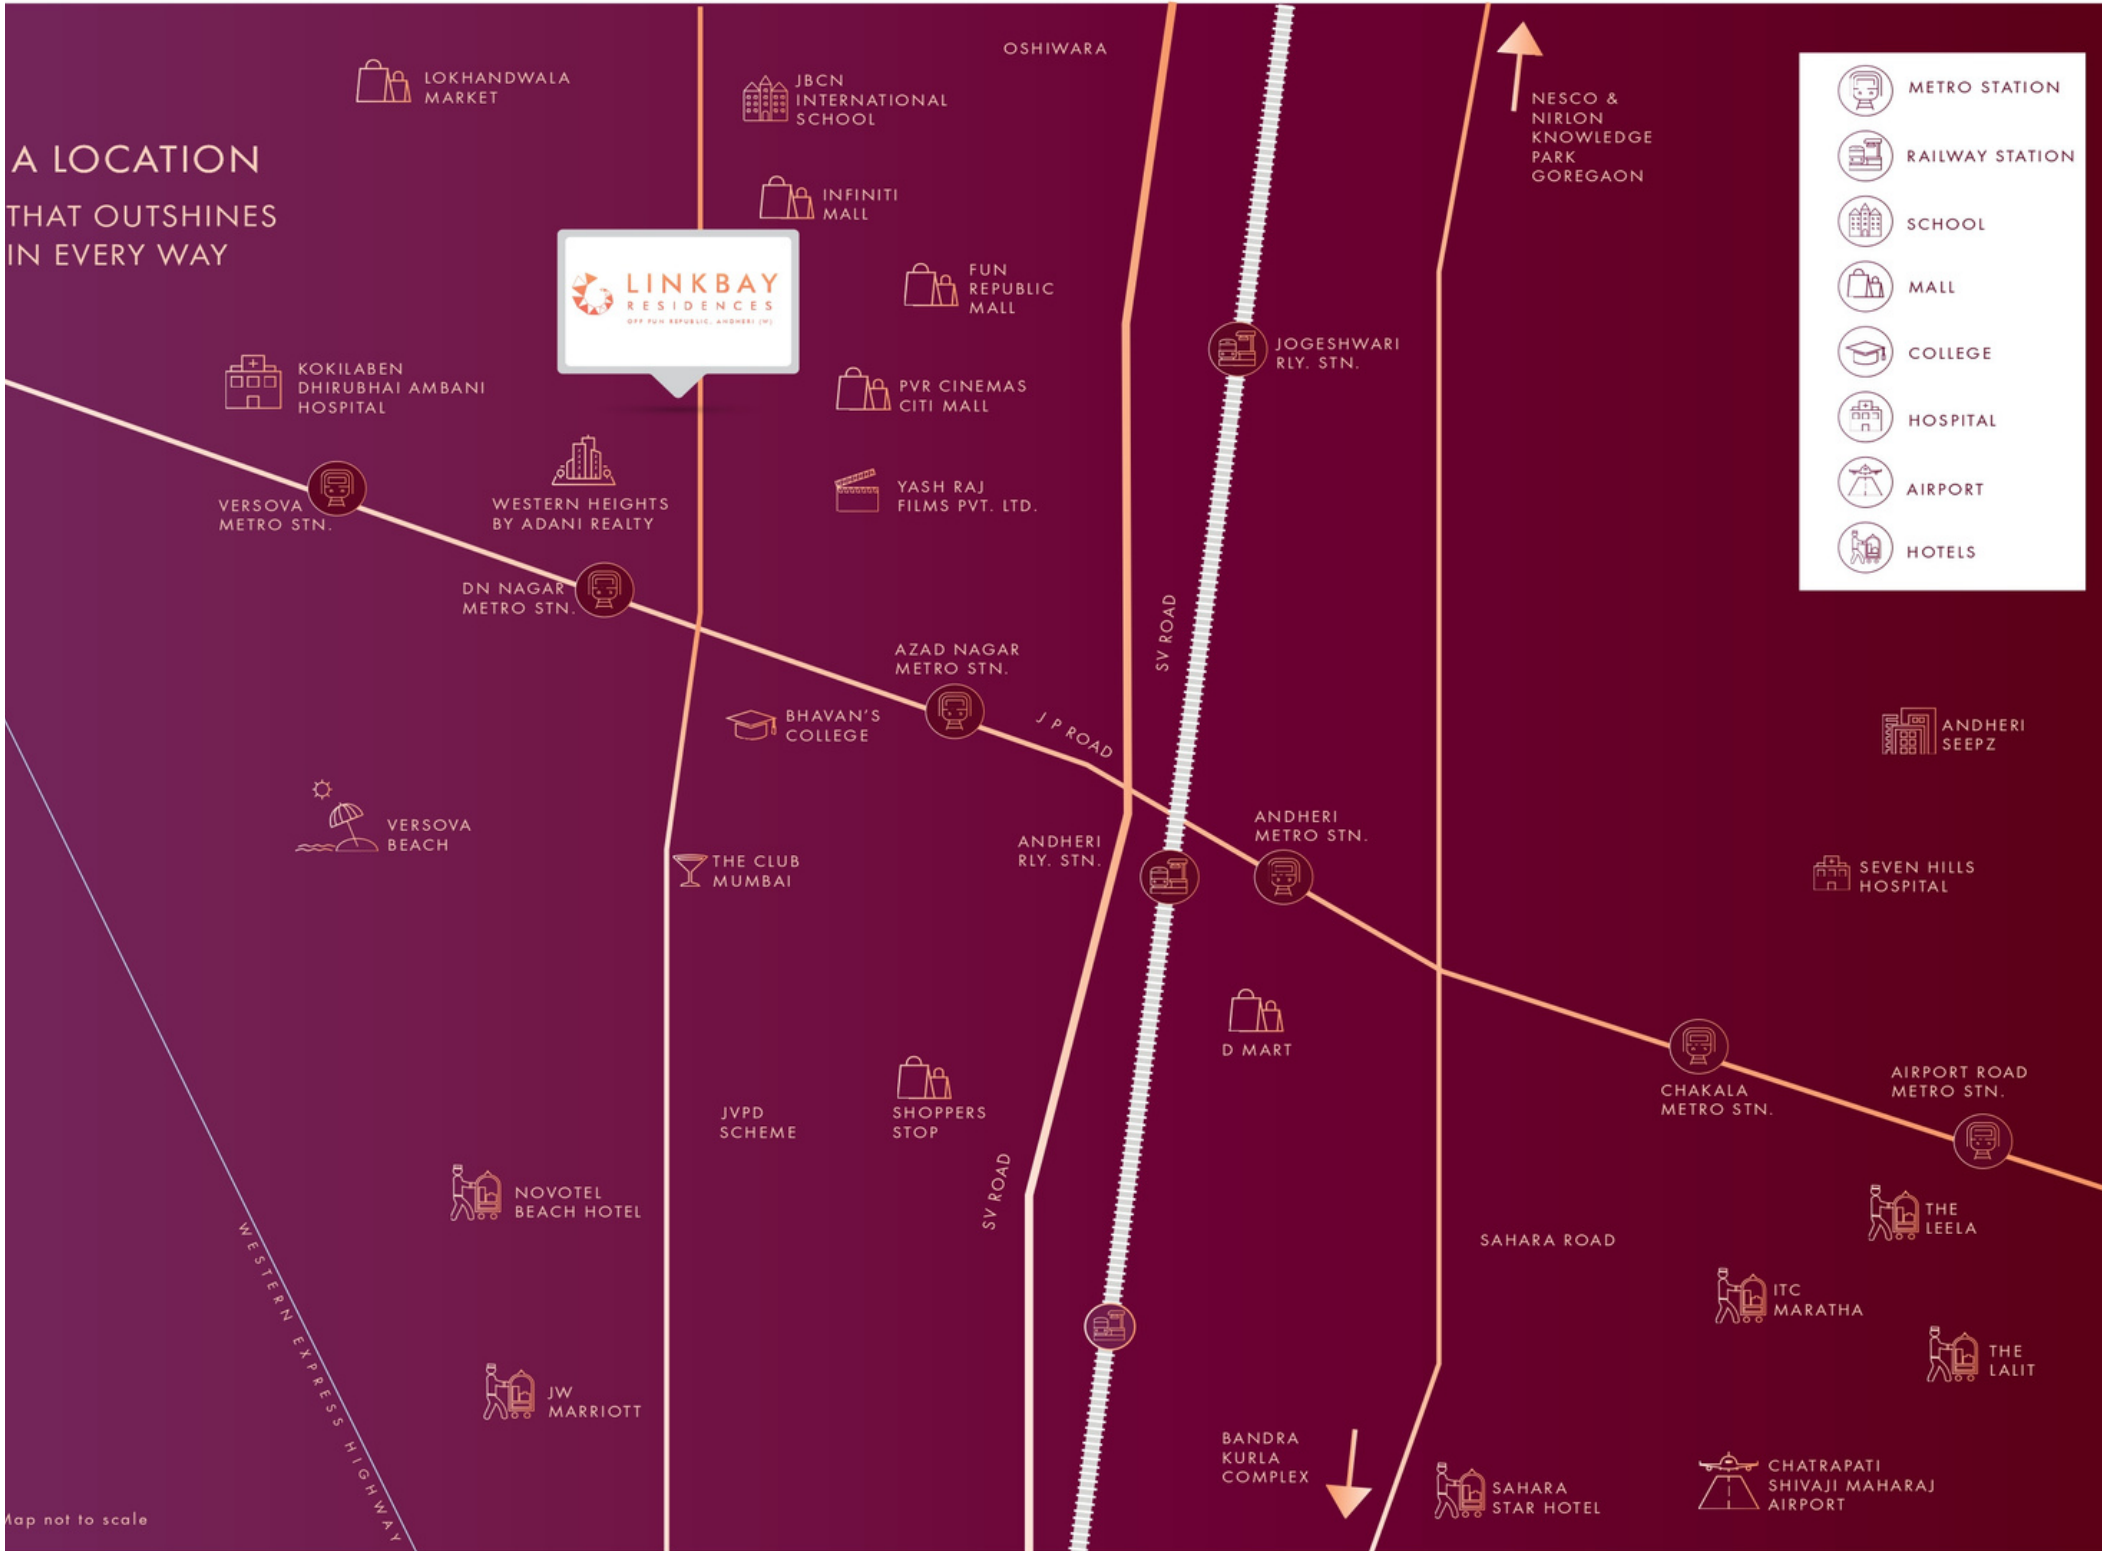 A LOCATION
THAT OUTSHINES
IN EVERY WAY
LOKHANDWALA
MARKET
JBCN
INTERNATIONAL
SCHOOL
OSHIWARA
NESCO &
NIRLON
KNOWLEDGE
PARK
GOREGAON
INFINITI
MALL
LINKBAY
RESIDENCES
OFF FUN REPUBLIC, ANDHERI (W)
FUN
REPUBLIC
MALL
JOGESHWARI
RLY. STN.
KOKILABEN
DHIRUBHAI AMBANI
HOSPITAL
PVR CINEMAS
CITI MALL
VERSOVA
METRO STN.
WESTERN HEIGHTS
BY ADANI REALTY
YASH RAJ
FILMS PVT. LTD.
DN NAGAR
METRO STN.
AZAD NAGAR
METRO STN.
SV ROAD
BHAVAN'S
COLLEGE
J P ROAD
ANDHERI
SEEPZ
VERSOVA
BEACH
THE CLUB
MUMBAI
ANDHERI
RLY. STN.
ANDHERI
METRO STN.
SEVEN HILLS
HOSPITAL
D MART
CHAKALA
METRO STN.
AIRPORT ROAD
METRO STN.
JVPD
SCHEME
SHOPPERS
STOP
SV ROAD
NOVOTEL
BEACH HOTEL
SAHARA ROAD
THE
LEELA
ITC
MARATHA
THE
LALIT
JW
MARRIOTT
WESTERN EXPRESS HIGHWAY
BANDRA
KURLA
COMPLEX
SAHARA
STAR HOTEL
CHATRAPATI
SHIVAJI MAHARAJ
AIRPORT
Map not to scale
METRO STATION
RAILWAY STATION
SCHOOL
MALL
COLLEGE
HOSPITAL
AIRPORT
HOTELS